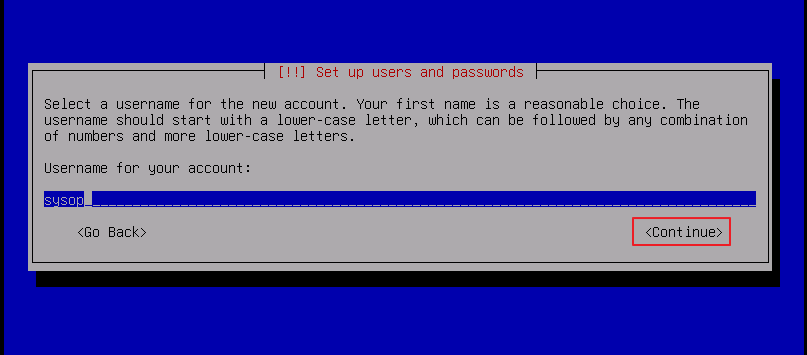 [!!] Set up users and passwords
Select a username for the new account. Your first name is a reasonable choice. The
username should start with a lower-case letter, which can be followed by any combination
of numbers and more lower-case letters.
Username for your account:
sysop
<Go Back> <Continue>